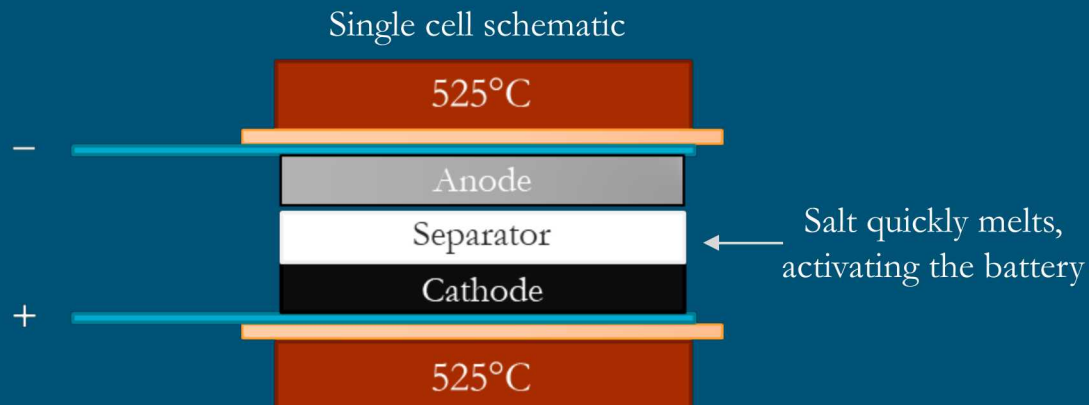 Single cell schematic
525°C
−
Anode
Separator
Salt quickly melts,
activating the battery
Cathode
+
525°C